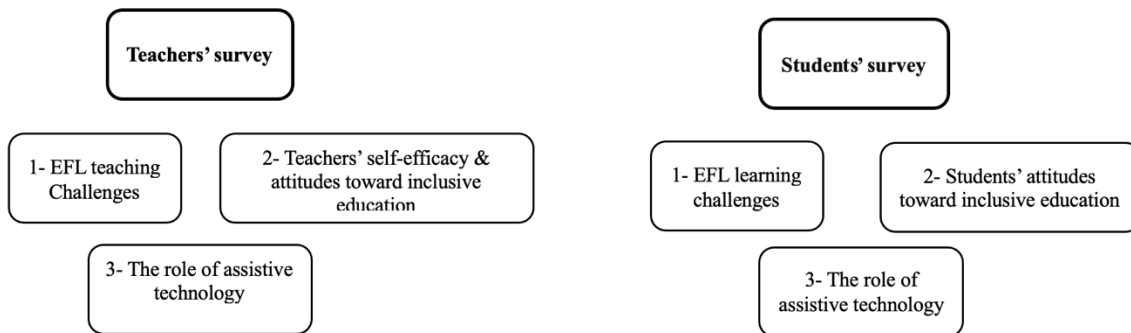 Teachers’ survey
1- EFL teaching
Challenges
2- Teachers’ self-efficacy &
attitudes toward inclusive
education
3- The role of assistive
technology
Students’ survey
1- EFL learning
challenges
2- Students’ attitudes
toward inclusive education
3- The role of
assistive technology